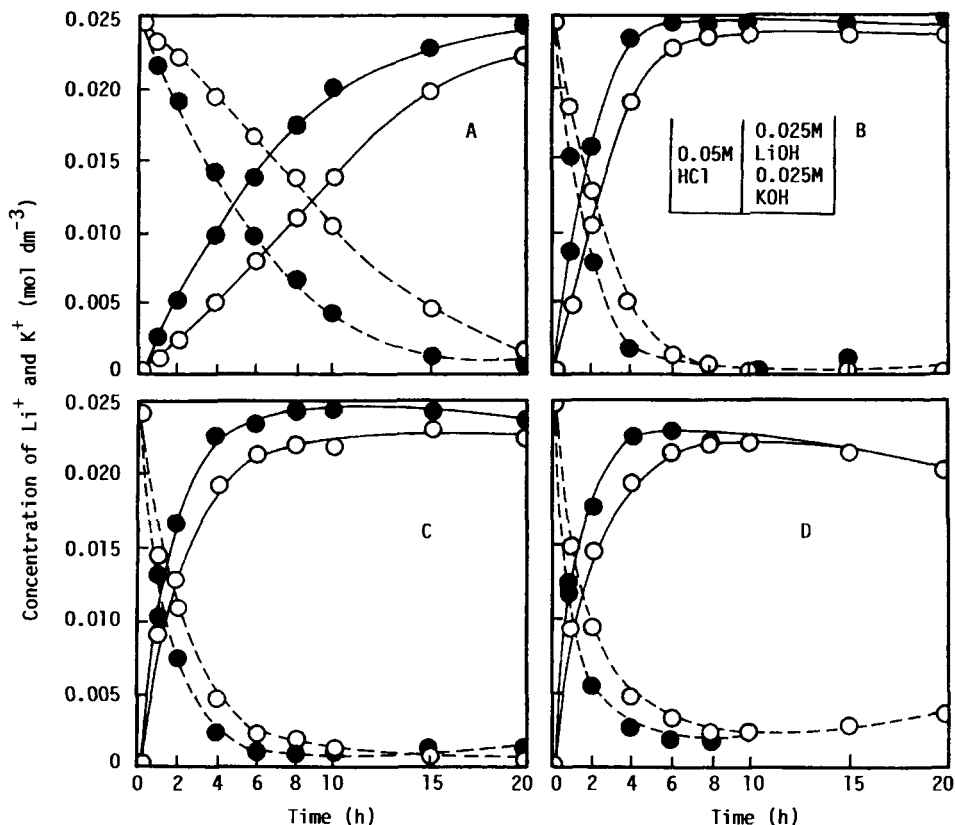 Concentration of Li⁺ and K⁺ (mol dm⁻³)
0.025
0.020
0.015
0.010
0.005
0
A
B
0.05M
HCl
0.025M
LiOH
0.025M
KOH
0.025
0.020
0.015
0.010
0.005
0
C
D
0 2 4 6 8 10 15 20
0 2 4 6 8 10 15 20
Time (h)
Time (h)